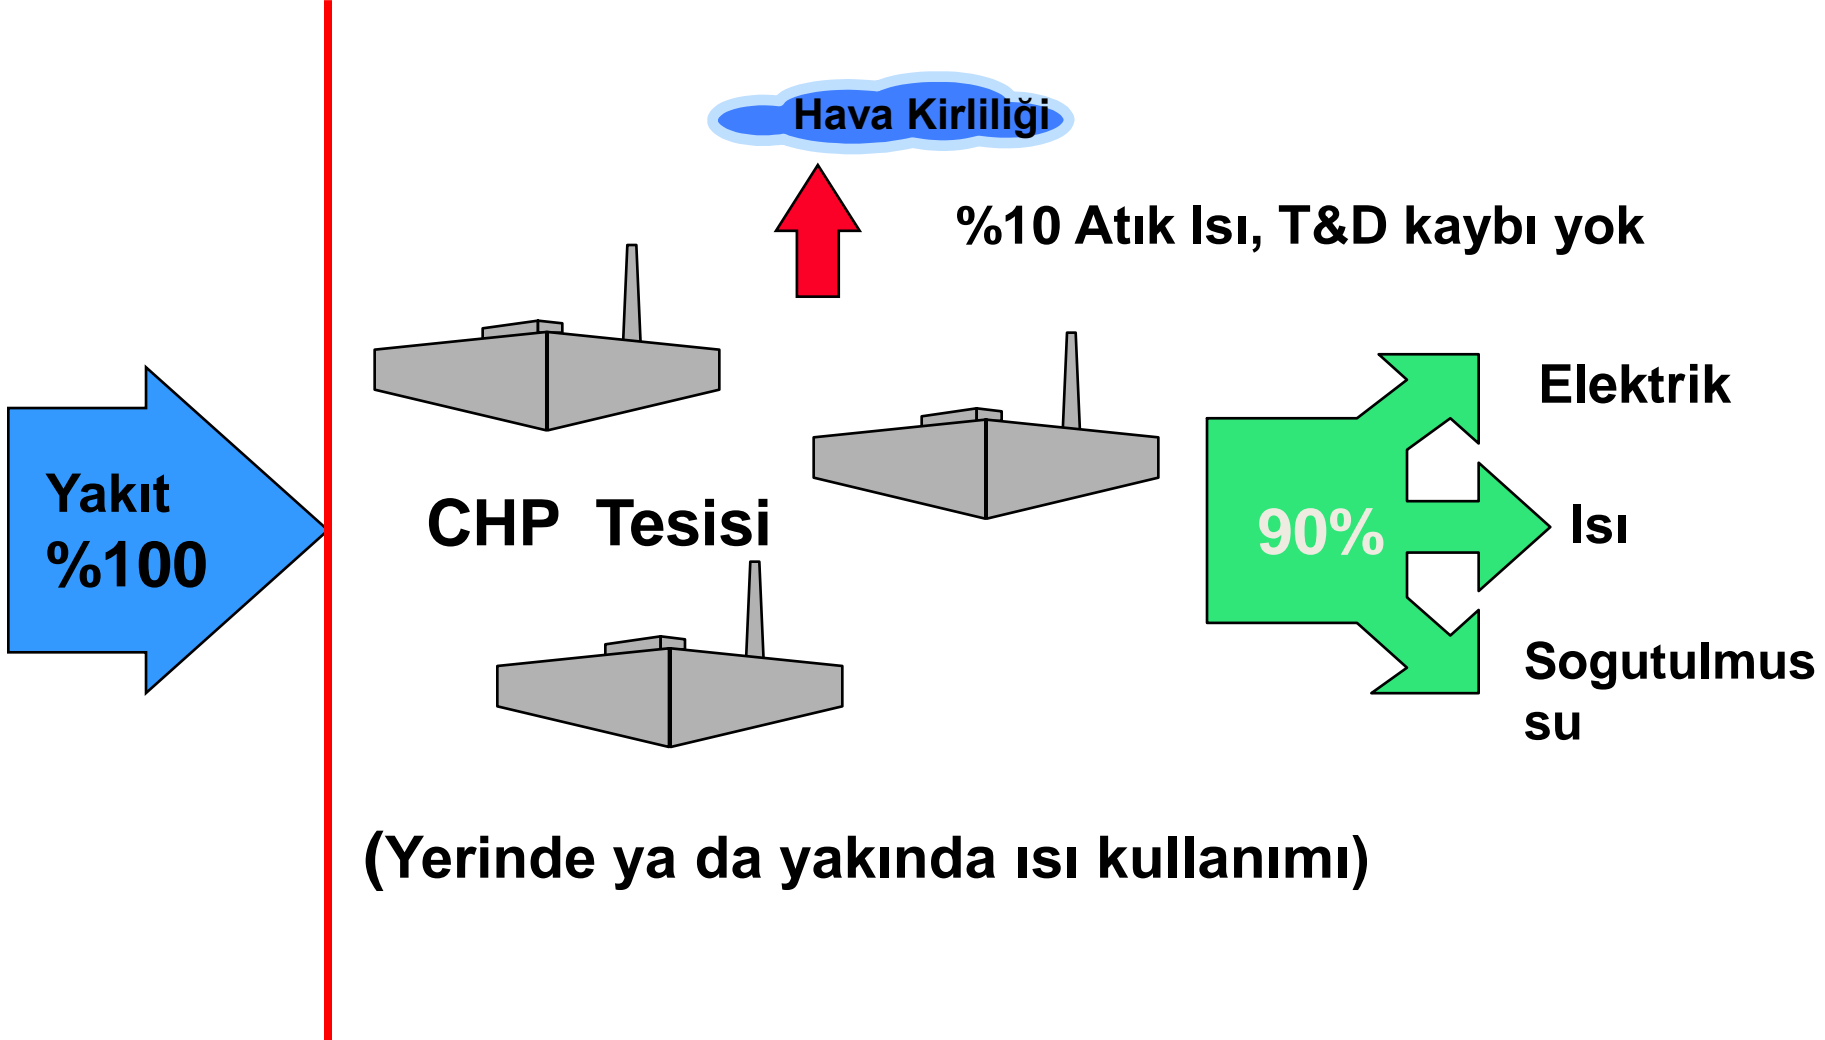 Hava Kirliliği
%10 Atık Isı, T&D kaybı yok
Yakıt
%100
CHP Tesisi
90%
Elektrik
Isı
Sogutulmus
su
(Yerinde ya da yakında ısı kullanımı)